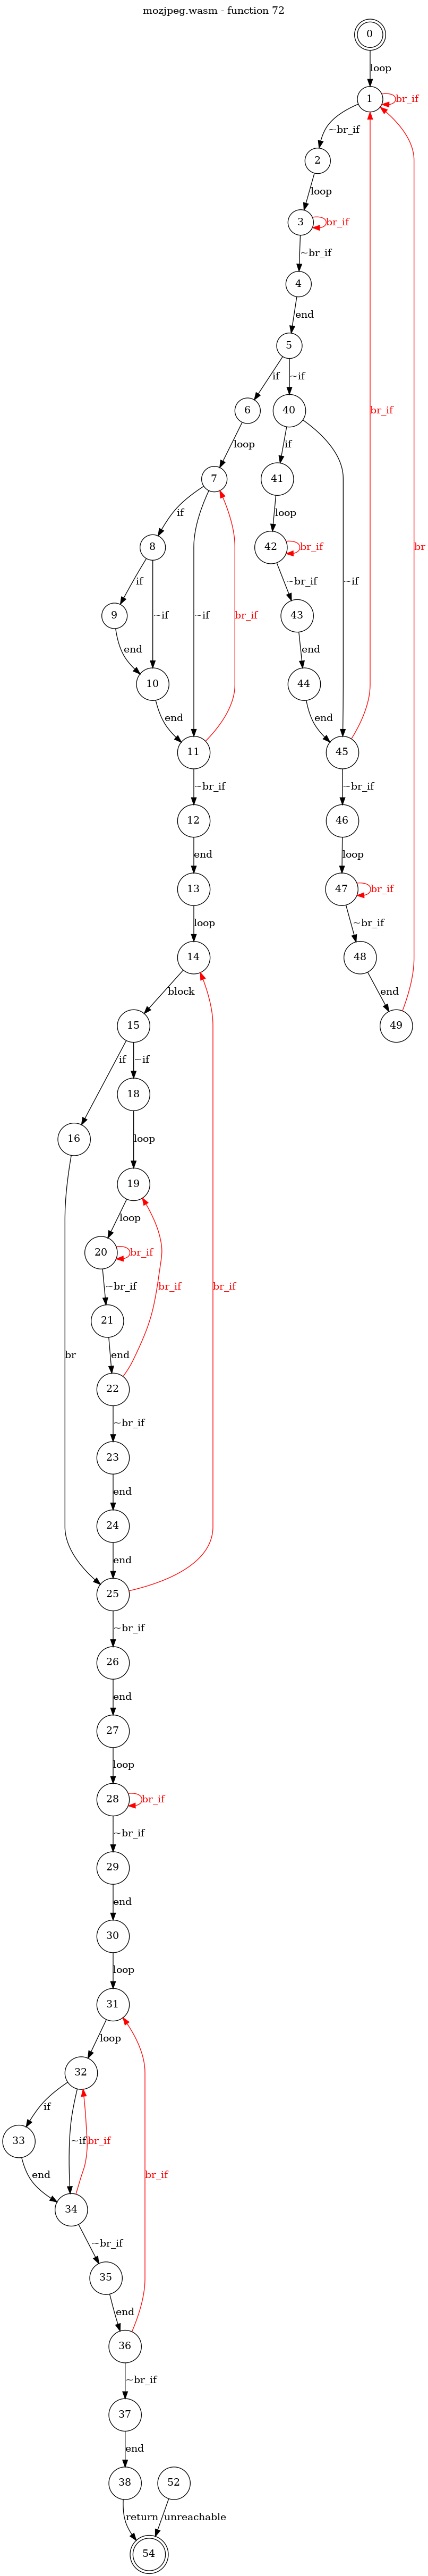 mozjpeg.wasm - function 72
0
loop
1
br_if
~br_if
2
loop
3
br_if
~br_if
4
end
5
if
~if
6
40
loop
if
br_if
7
41
if
loop
8
42
br_if
br
if
~if
~if
br_if
~br_if
~if
9
43
end
end
10
44
end
end
11
45
~br_if
~br_if
12
46
end
loop
13
47
br_if
loop
~br_if
14
48
block
end
15
49
if
~if
18
16
loop
19
loop
20
br_if
~br_if
br_if
br_if
21
br
end
22
~br_if
23
end
24
end
25
~br_if
26
end
27
loop
28
br_if
~br_if
29
end
30
loop
31
loop
32
if
33
~if
br_if
end
br_if
34
~br_if
35
end
36
~br_if
37
end
38
52
return
unreachable
54